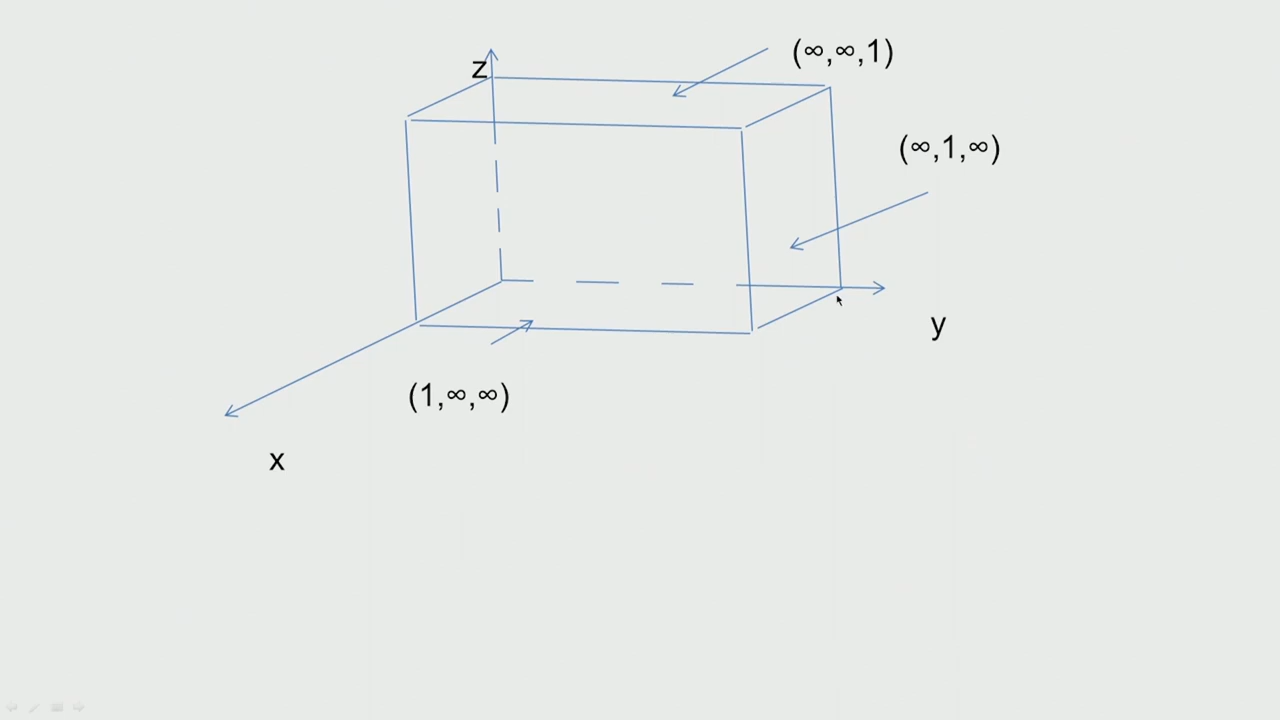 z
(∞,∞,1)
(∞,1,∞)
y
(1,∞,∞)
x